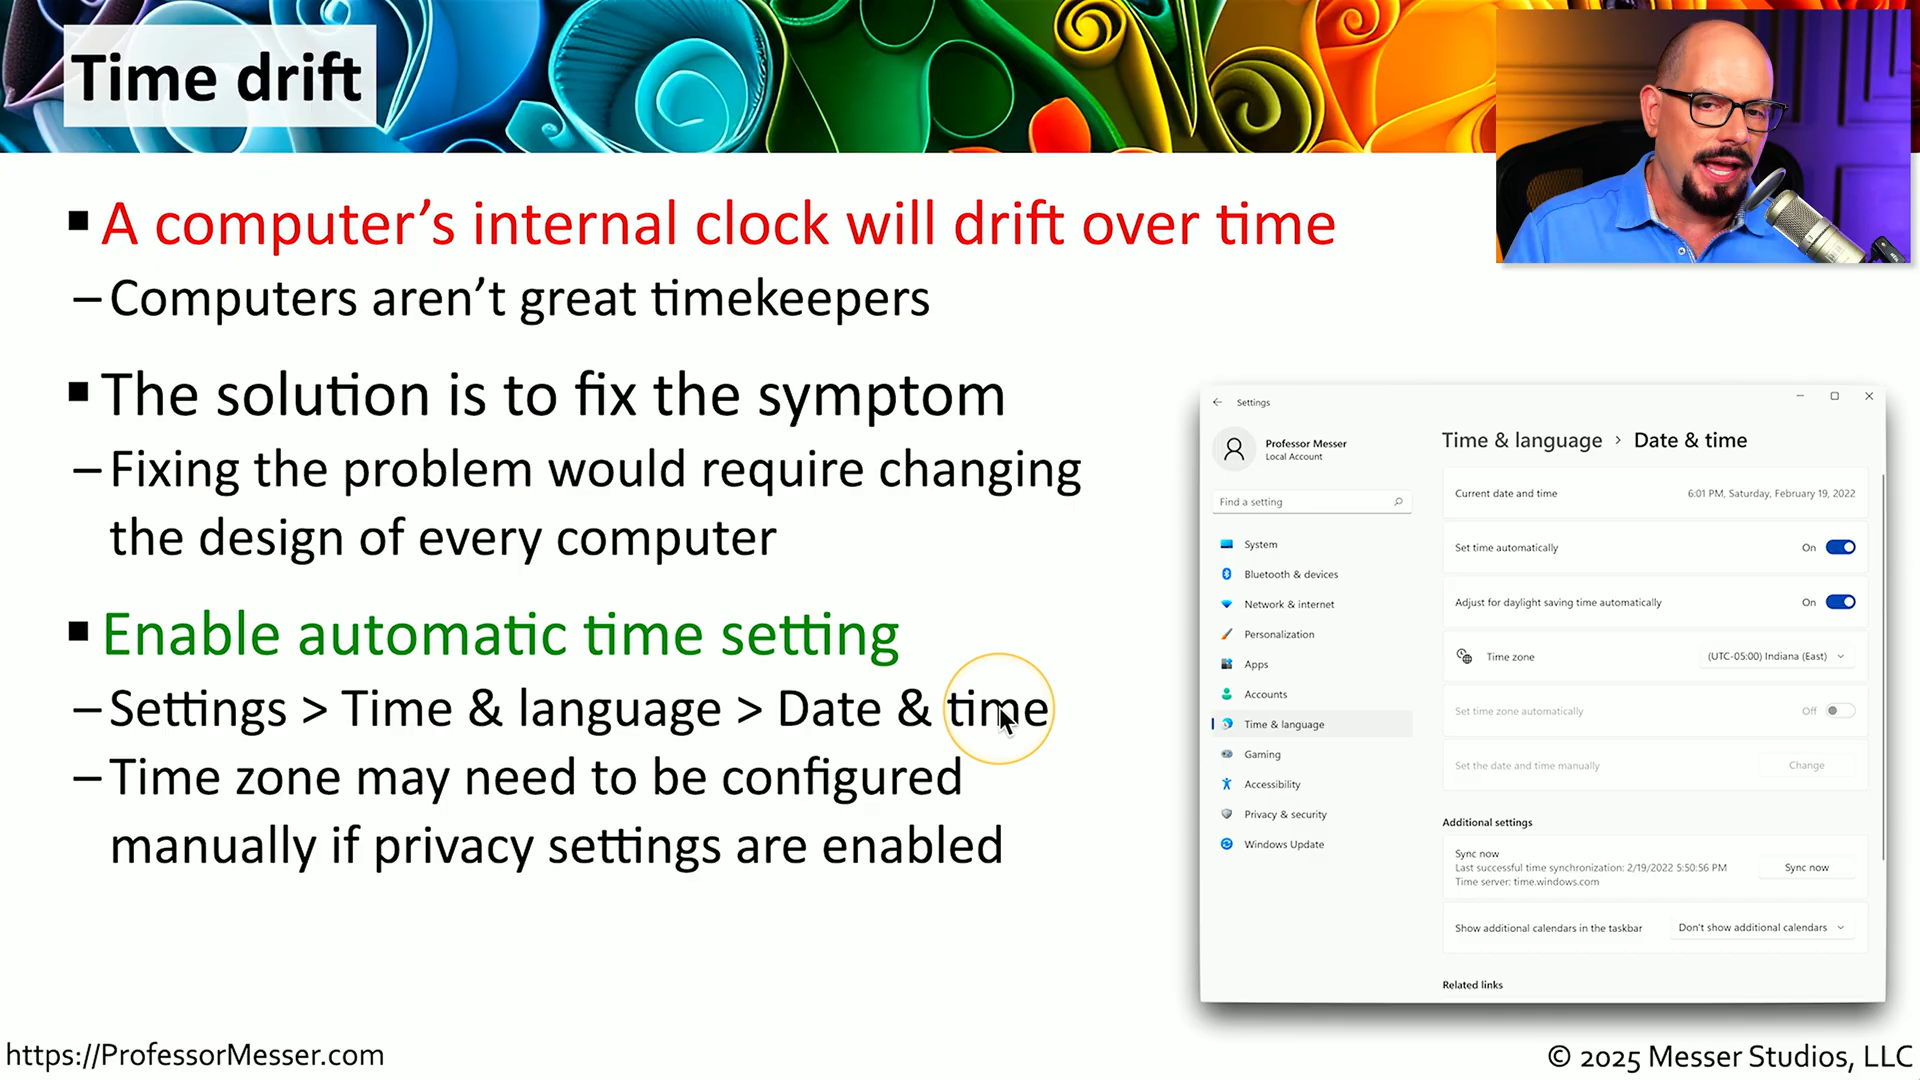 Time drift
A computer's internal clock will drift over time
–Computers aren't great timekeepers
The solution is to fix the symptom
–Fixing the problem would require changing
the design of every computer
Enable automatic time setting
–Settings > Time & language > Date & time
–Time zone may need to be configured
manually if privacy settings are enabled
Settings
Professor Messer
Local Account
Find a setting
System
Bluetooth & devices
Network & internet
Personalization
Apps
Accounts
Time & language
Gaming
Accessibility
Privacy & security
Windows Update
Time & language > Date & time
Current date and time 6:01 PM, Saturday, February 19, 2022
Set time automatically On
Adjust for daylight saving time automatically On
Time zone (UTC-05:00) Indiana (East)
Set time zone automatically Off
Set the date and time manually Change
Additional settings
Sync now
Last successful time synchronization: 2/19/2022 5:50:56 PM
Time server: time.windows.com
Sync now
Show additional calendars in the taskbar Don't show additional calendars
Related links
https://ProfessorMesser.com
© 2025 Messer Studios, LLC